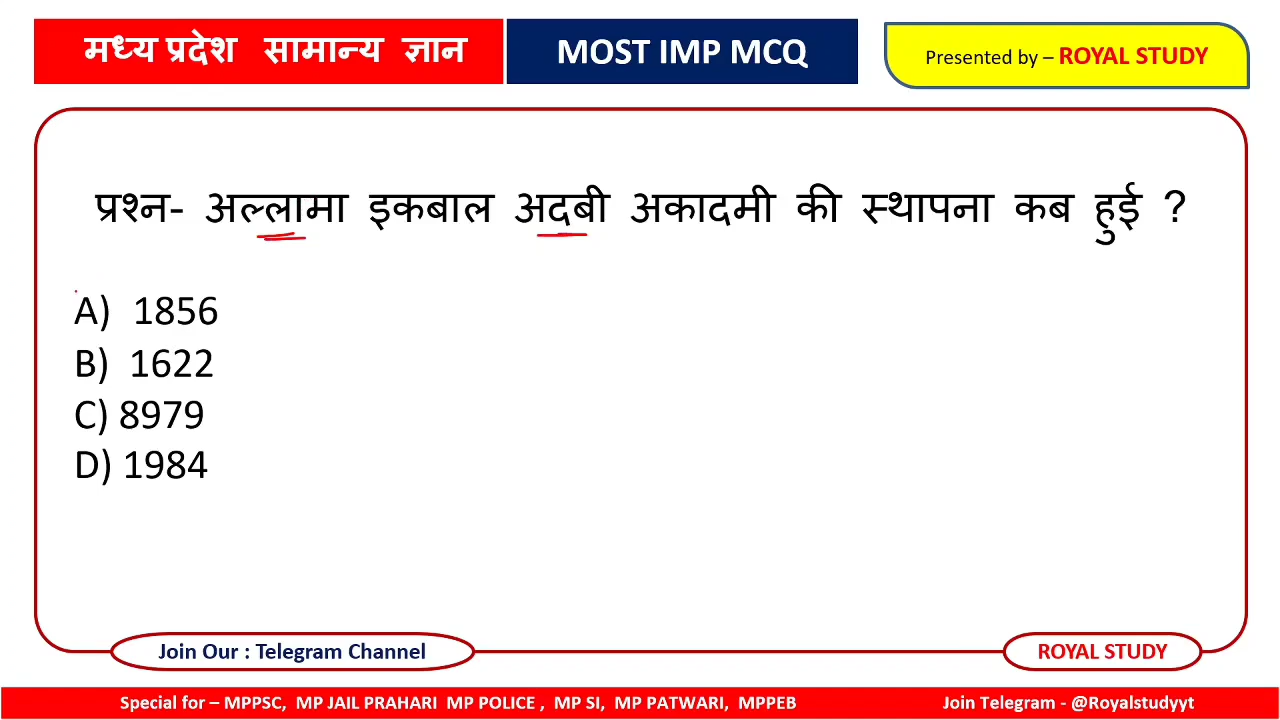 मध्य प्रदेश सामान्य ज्ञान
MOST IMP MCQ
Presented by – ROYAL STUDY
प्रश्न- अल्लामा इकबाल अदबी अकादमी की स्थापना कब हुई ?
A) 1856
B) 1622
C) 8979
D) 1984
Join Our : Telegram Channel
ROYAL STUDY
Special for – MPPSC, MP JAIL PRAHARI MP POLICE , MP SI, MP PATWARI, MPPEB
Join Telegram - @Royalstudyyt